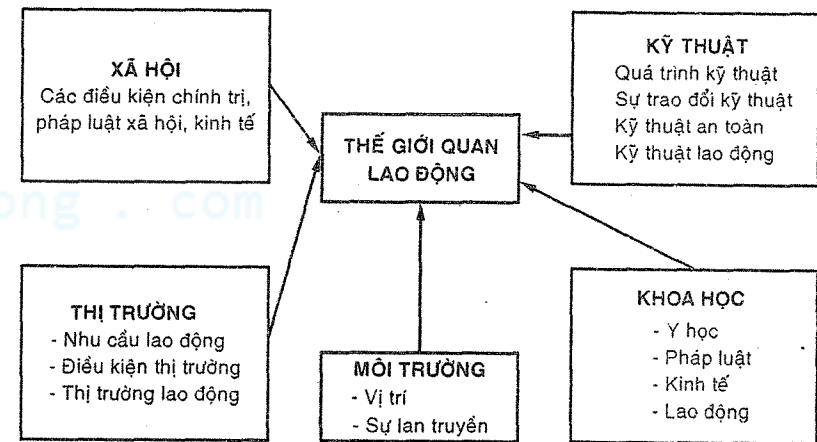 XÃ HỘI
Các điều kiện chính trị,
pháp luật xã hội, kinh tế
KỸ THUẬT
Quá trình kỹ thuật
Sự trao đổi kỹ thuật
Kỹ thuật an toàn
Kỹ thuật lao động
THẾ GIỚI QUAN
LAO ĐỘNG
ong . com
THỊ TRƯỜNG
- Nhu cầu lao động
- Điều kiện thị trường
- Thị trường lao động
MÔI TRƯỜNG
- Vị trí
- Sự lan truyền
KHOA HỌC
- Y học
- Pháp luật
- Kinh tế
- Lao động